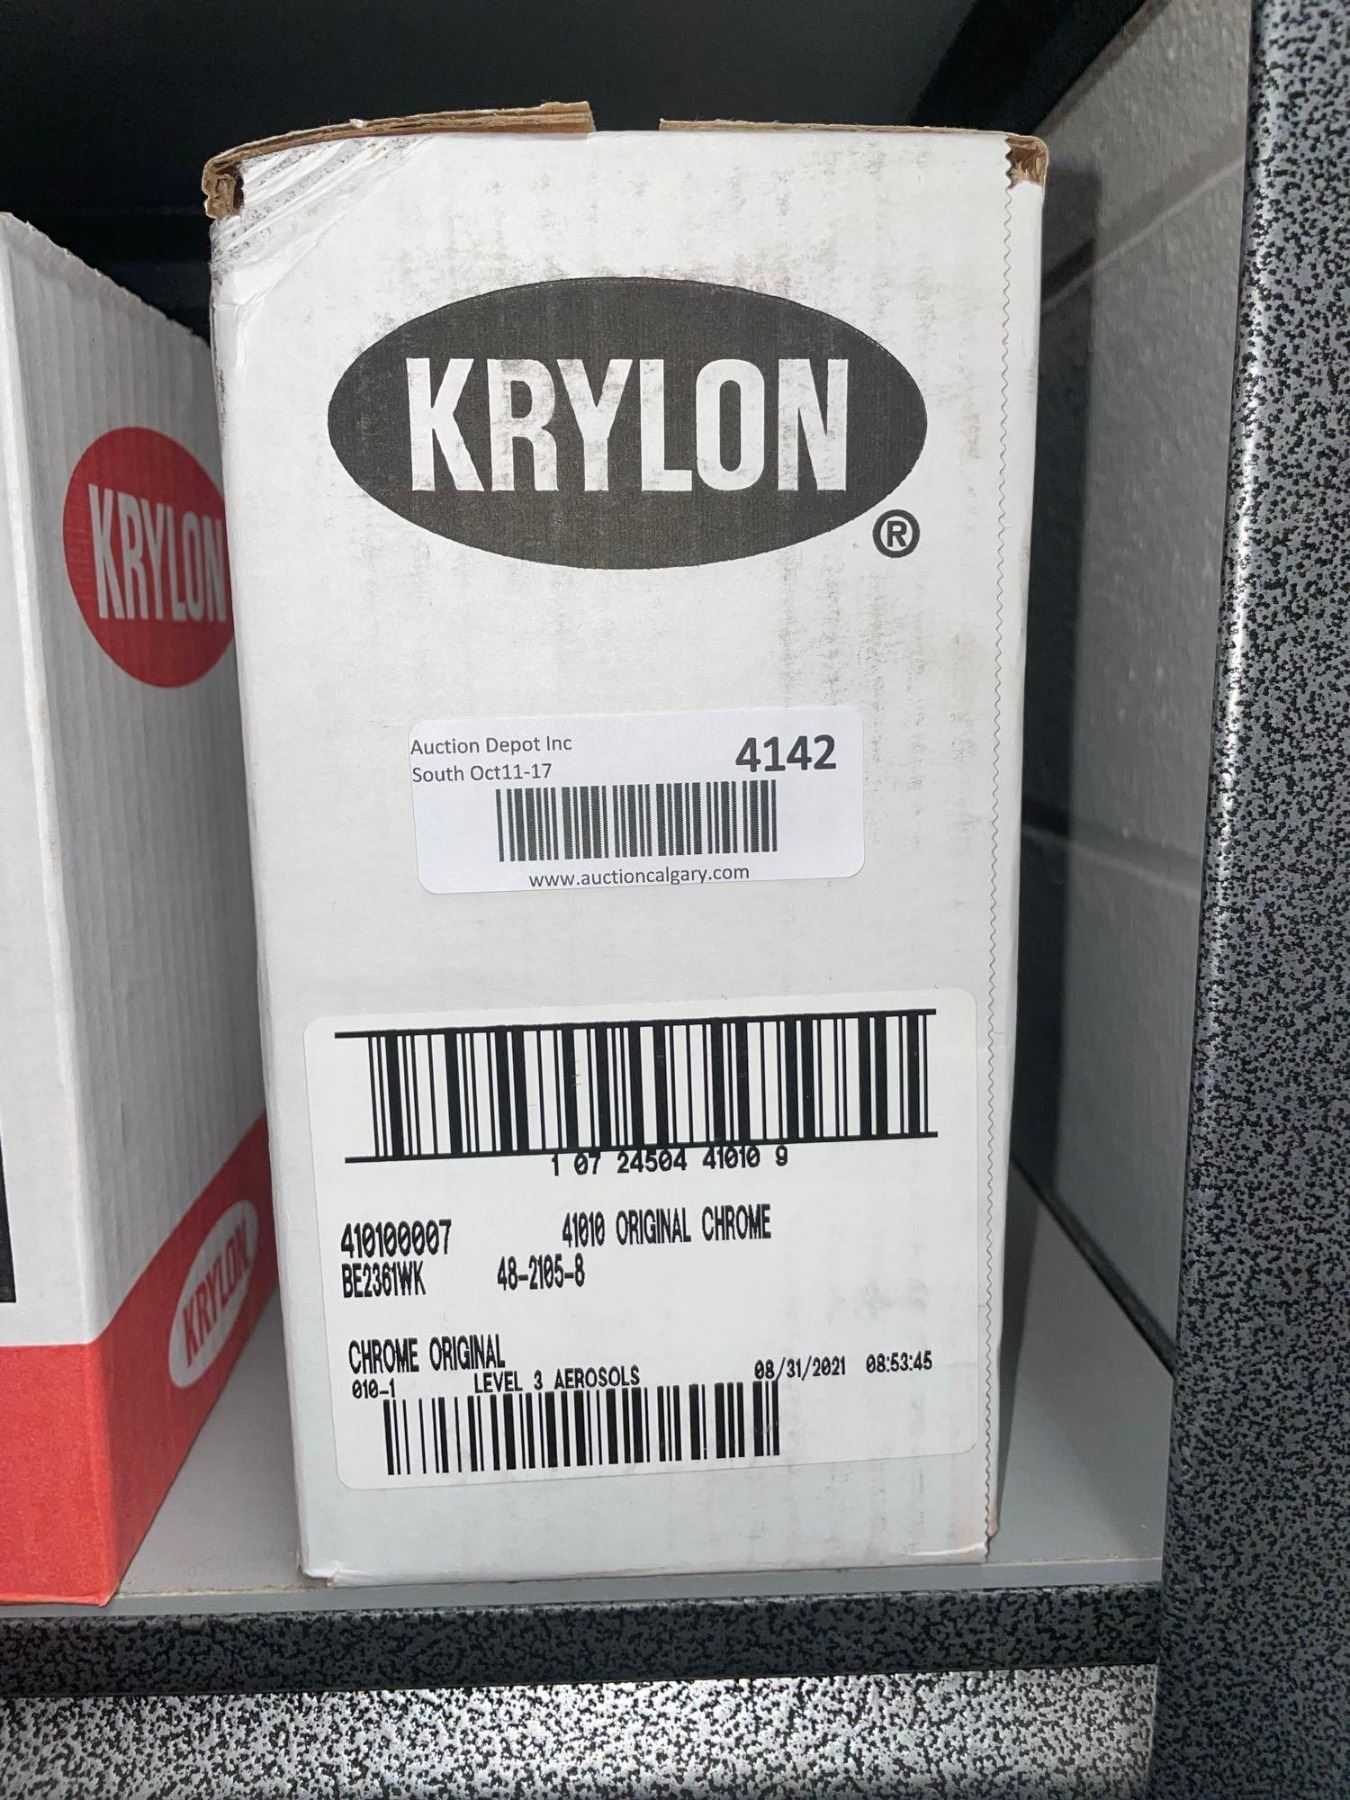 KRYLON
®
KRYLON
Auction Depot Inc
4142
South Oct11-17
www.auctioncalgary.com
1 07 24504 41010 9
410100007 41010 ORIGINAL CHROME
BE2361WK 48-2105-8
CHROME ORIGINAL
010-1 LEVEL 3 AEROSOLS 08/31/2021 08:53:45
KRYLON